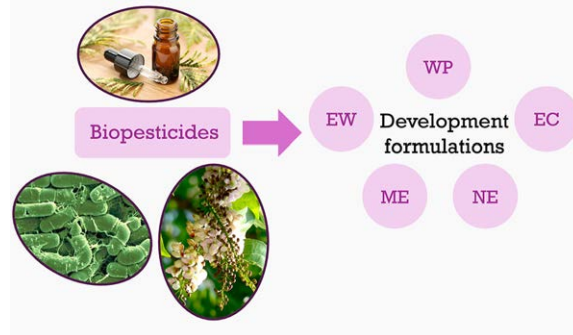 WP
EW
Development
EC
Biopesticides
formulations
ME
NE